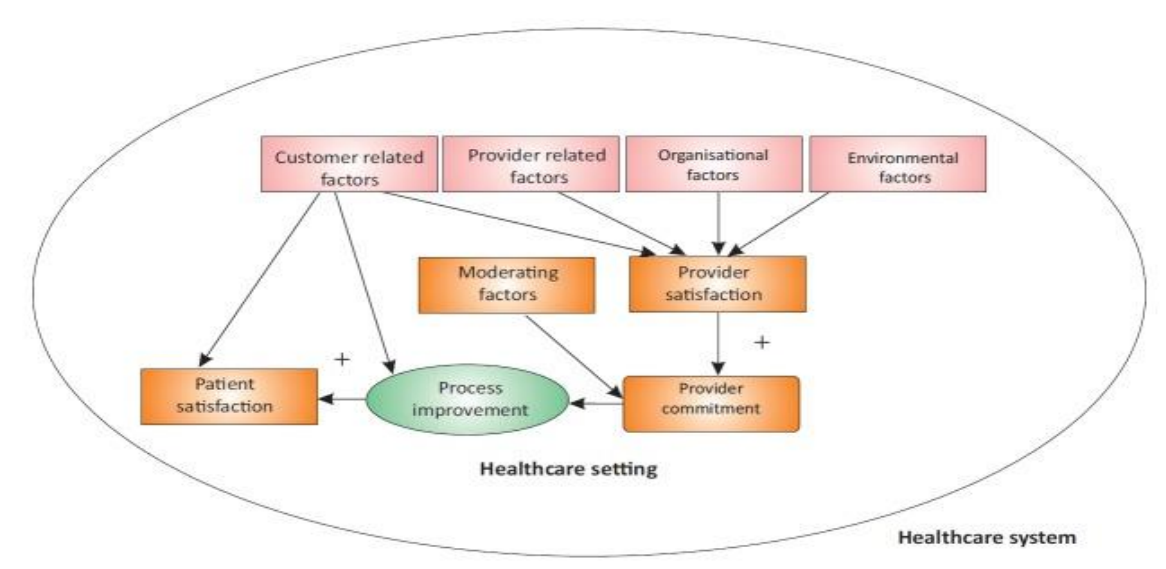 Customer related
factors
Provider related
factors
Organisational
factors
Environmental
factors
Moderating
factors
Provider
satisfaction
+
+
Patient
satisfaction
Process
improvement
Provider
commitment
Healthcare setting
Healthcare system